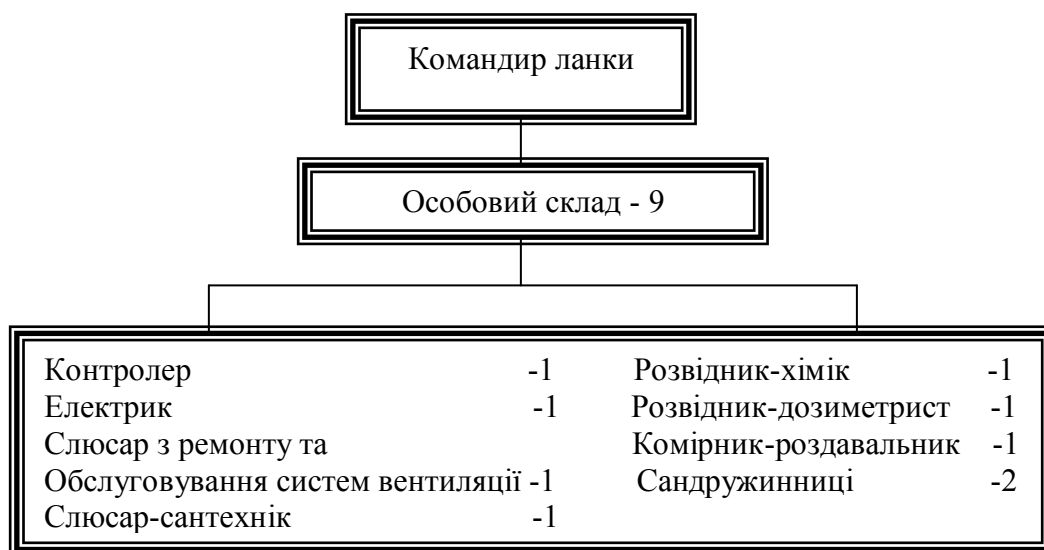 Командир ланки
Особовий склад - 9
Контролер -1
Електрик -1
Слюсар з ремонту та
Обслуговування систем вентиляції -1
Слюсар-сантехнік -1
Розвідник-хімік -1
Розвідник-дозиметрист -1
Комірник-роздавальник -1
Сандружинниці -2